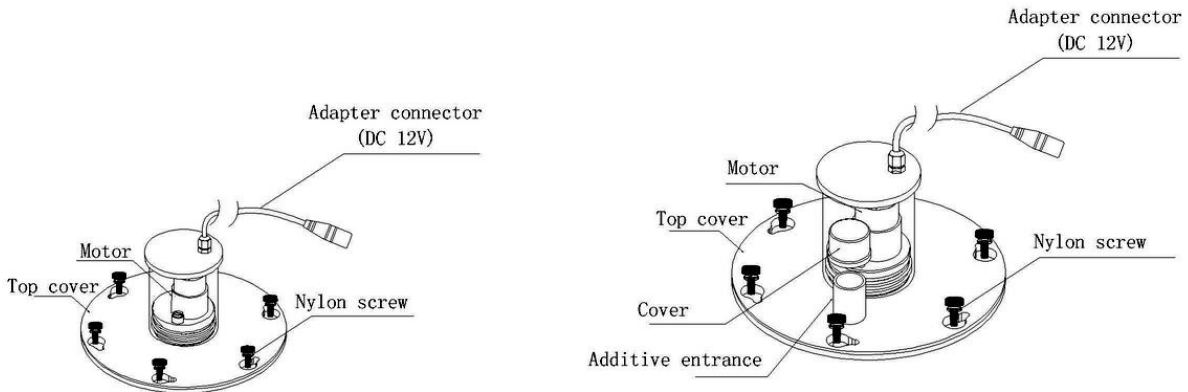 Adapter connector
(DC 12V)
Motor
Top cover
Nylon screw
Adapter connector
(DC 12V)
Motor
Top cover
Nylon screw
Cover
Additive entrance